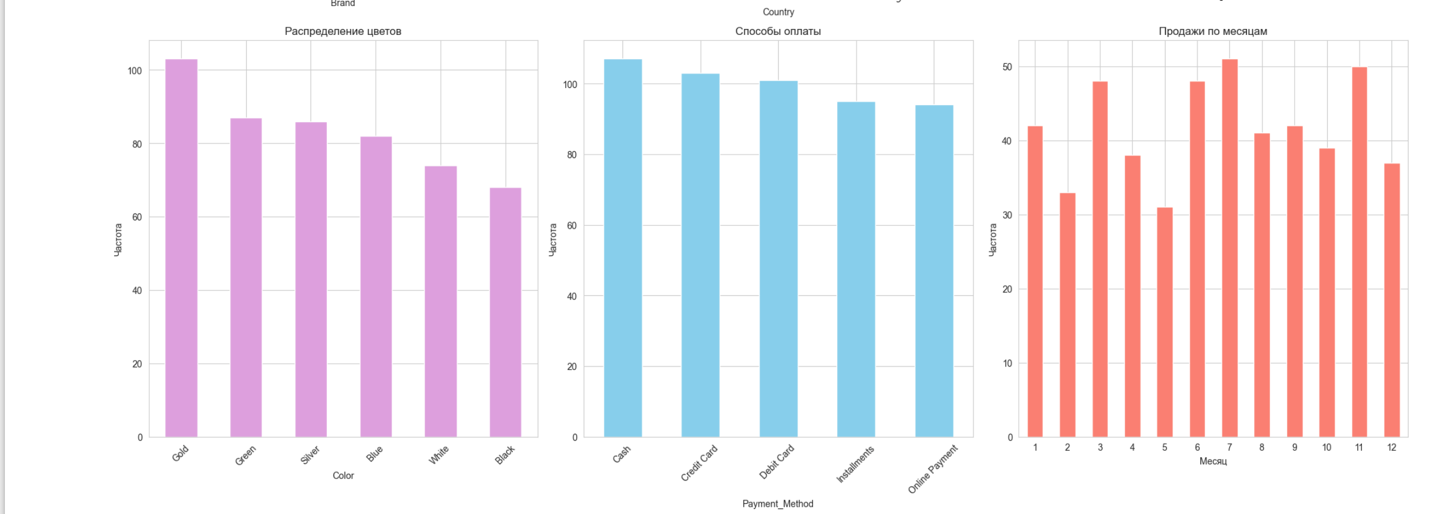 Brand
Country
Распределение цветов
Частота
100
80
60
40
20
0
Gold
Green
Silver
Blue
White
Black
Color
Способы оплаты
Частота
100
80
60
40
20
0
Cash
Credit Card
Debit Card
Installments
Online Payment
Payment_Method
Продажи по месяцам
Частота
50
40
30
20
10
0
1 2 3 4 5 6 7 8 9 10 11 12
Месяц